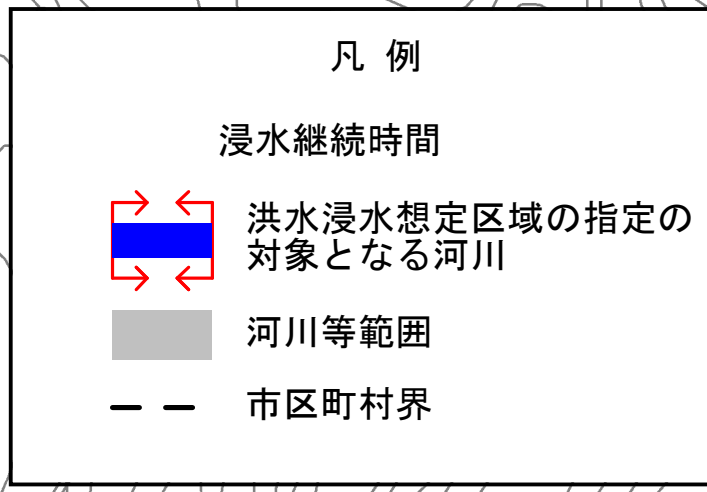 凡 例
浸水継続時間
洪水浸水想定区域の指定の
対象となる河川
河川等範囲
市区町村界